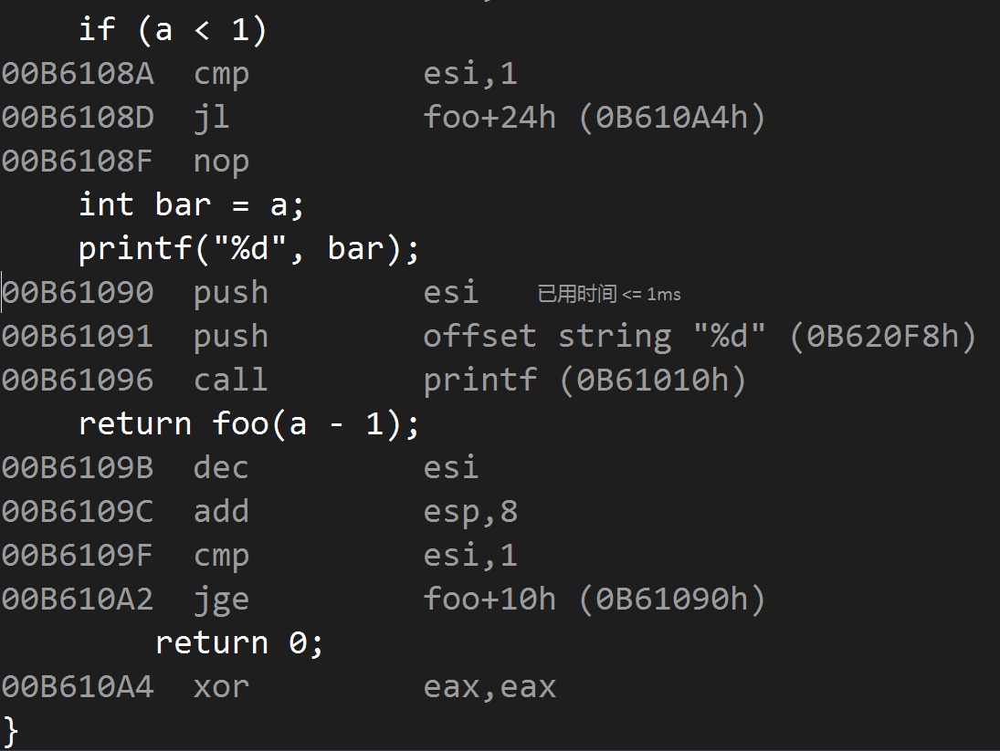 if (a < 1)
00B6108A cmp esi,1
00B6108D jl foo+24h (0B610A4h)
00B6108F nop
int bar = a;
printf("%d", bar);
00B61090 push esi 已用时间 <= 1ms
00B61091 push offset string "%d" (0B620F8h)
00B61096 call printf (0B61010h)
return foo(a - 1);
00B6109B dec esi
00B6109C add esp,8
00B6109F cmp esi,1
00B610A2 jge foo+10h (0B61090h)
return 0;
00B610A4 xor eax,eax
}